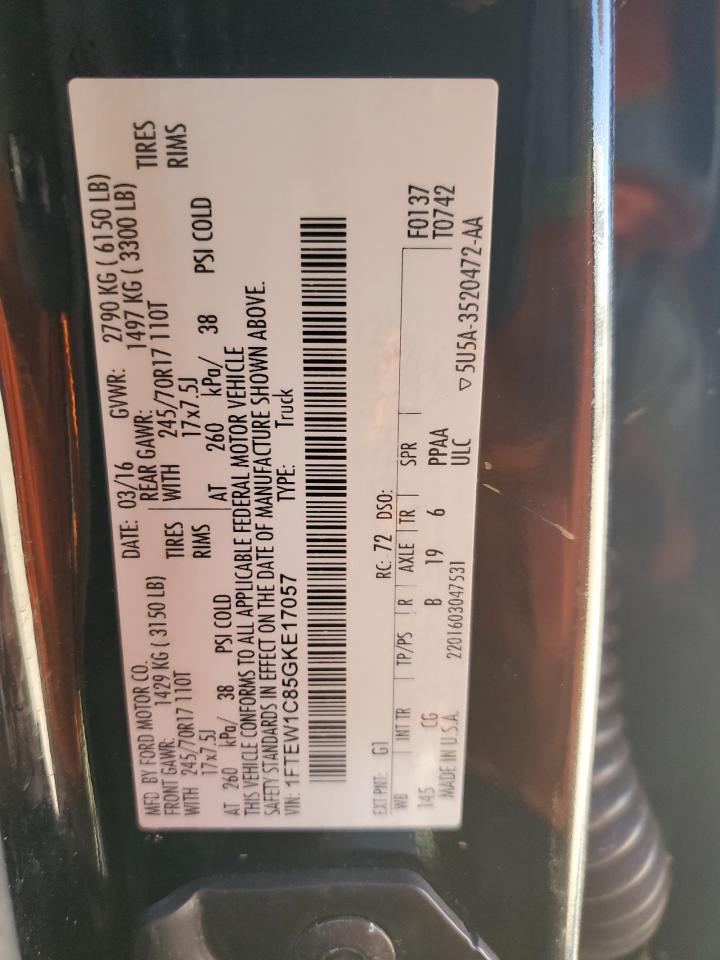 MFD BY FORD MOTOR CO.
DATE: 03/16 GVWR: 2790 KG ( 6150 LB)
FRONT GAWR: 1429 KG ( 3150 LB) REAR GAWR: 1497 KG ( 3300 LB)
WITH 245/70R17 110T TIRES WITH 245/70R17 110T TIRES
17x7.5J RIMS 17x7.5J RIMS
AT 260 kPa/ 38 PSI COLD AT 260 kPa/ 38 PSI COLD
THIS VEHICLE CONFORMS TO ALL APPLICABLE FEDERAL MOTOR VEHICLE
SAFETY STANDARDS IN EFFECT ON THE DATE OF MANUFACTURE SHOWN ABOVE.
VIN: 1FTEW1C85GKE17057 TYPE: Truck
EXT PNT: G1 RC: 72 DSO: F0137
WB INT TR TP/PS R AXLE TR SPR T0742
145 CG B 19 6 PPAA
MADE IN U.S.A. 2201603047531 ULC ▽ 5U5A-3520472-AA